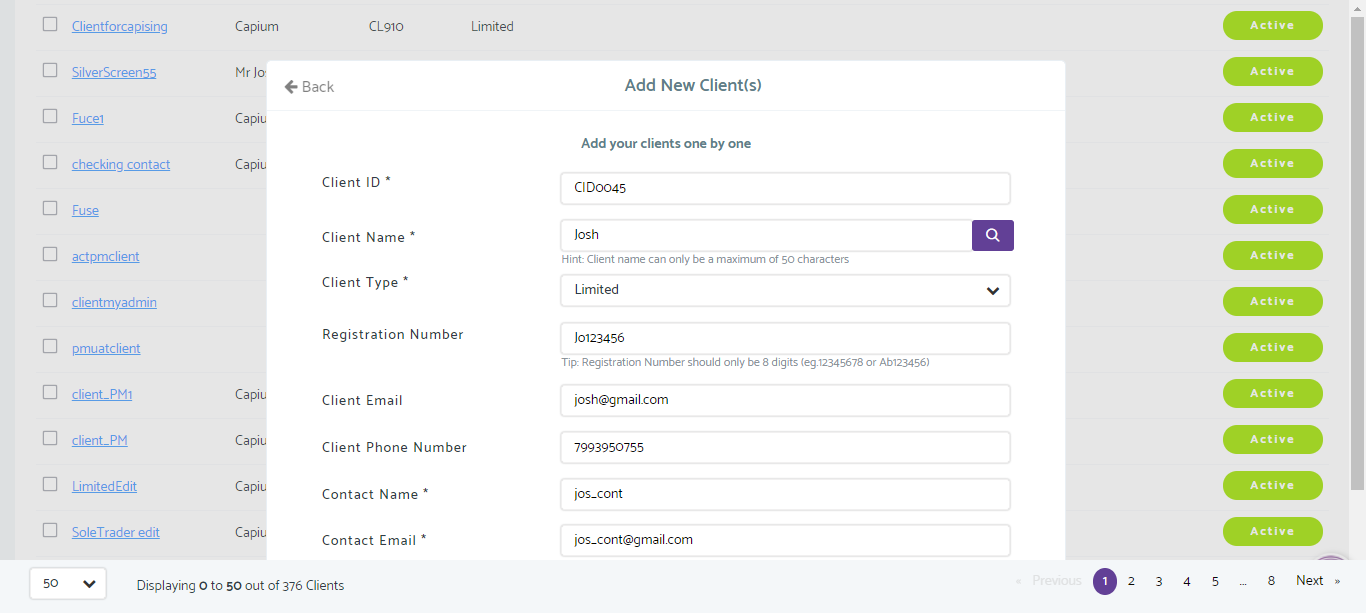 Clientforcapising Capium CL910 Limited Active
SilverScreen55 Mr Jo Active
← Back Add New Client(s)
Fuce1 Capiu Active
Add your clients one by one
checking contact Capiu Active
Client ID * CID0045
Fuse Active
Client Name * Josh
Hint: Client name can only be a maximum of 50 characters
actpmclient Active
Client Type * Limited
clientmyadmin Active
Registration Number Jo123456
pmuatclient Active
Tip: Registration Number should only be 8 digits (eg.12345678 or Ab123456)
client_PM1 Capiu Active
Client Email josh@gmail.com
client_PM Capiu Active
Client Phone Number 7993950755
LimitedEdit Capiu Active
Contact Name * jos_cont
SoleTrader edit Capiu Active
Contact Email * jos_cont@gmail.com
50 Displaying 0 to 50 out of 376 Clients « Previous 1 2 3 4 5 ... 8 Next »